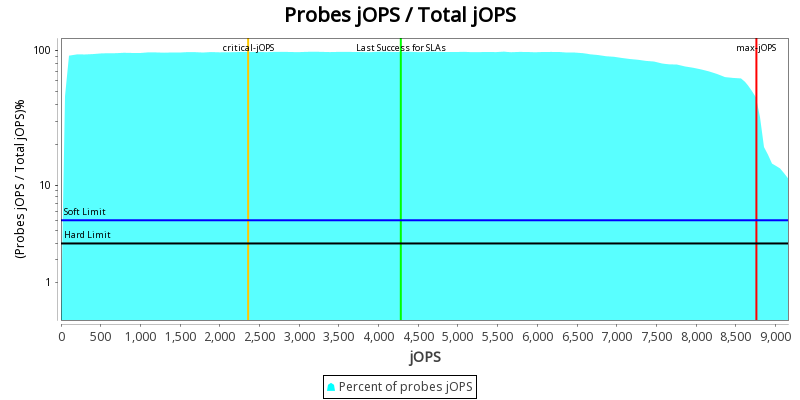 Probes jOPS / Total jOPS
(Probes jOPS / Total jOPS)%
100
10
1
critical-jOPS
Last Success for SLAs
max-jOPS
Soft Limit
Hard Limit
0 500 1,000 1,500 2,000 2,500 3,000 3,500 4,000 4,500 5,000 5,500 6,000 6,500 7,000 7,500 8,000 8,500 9,000
jOPS
Percent of probes jOPS